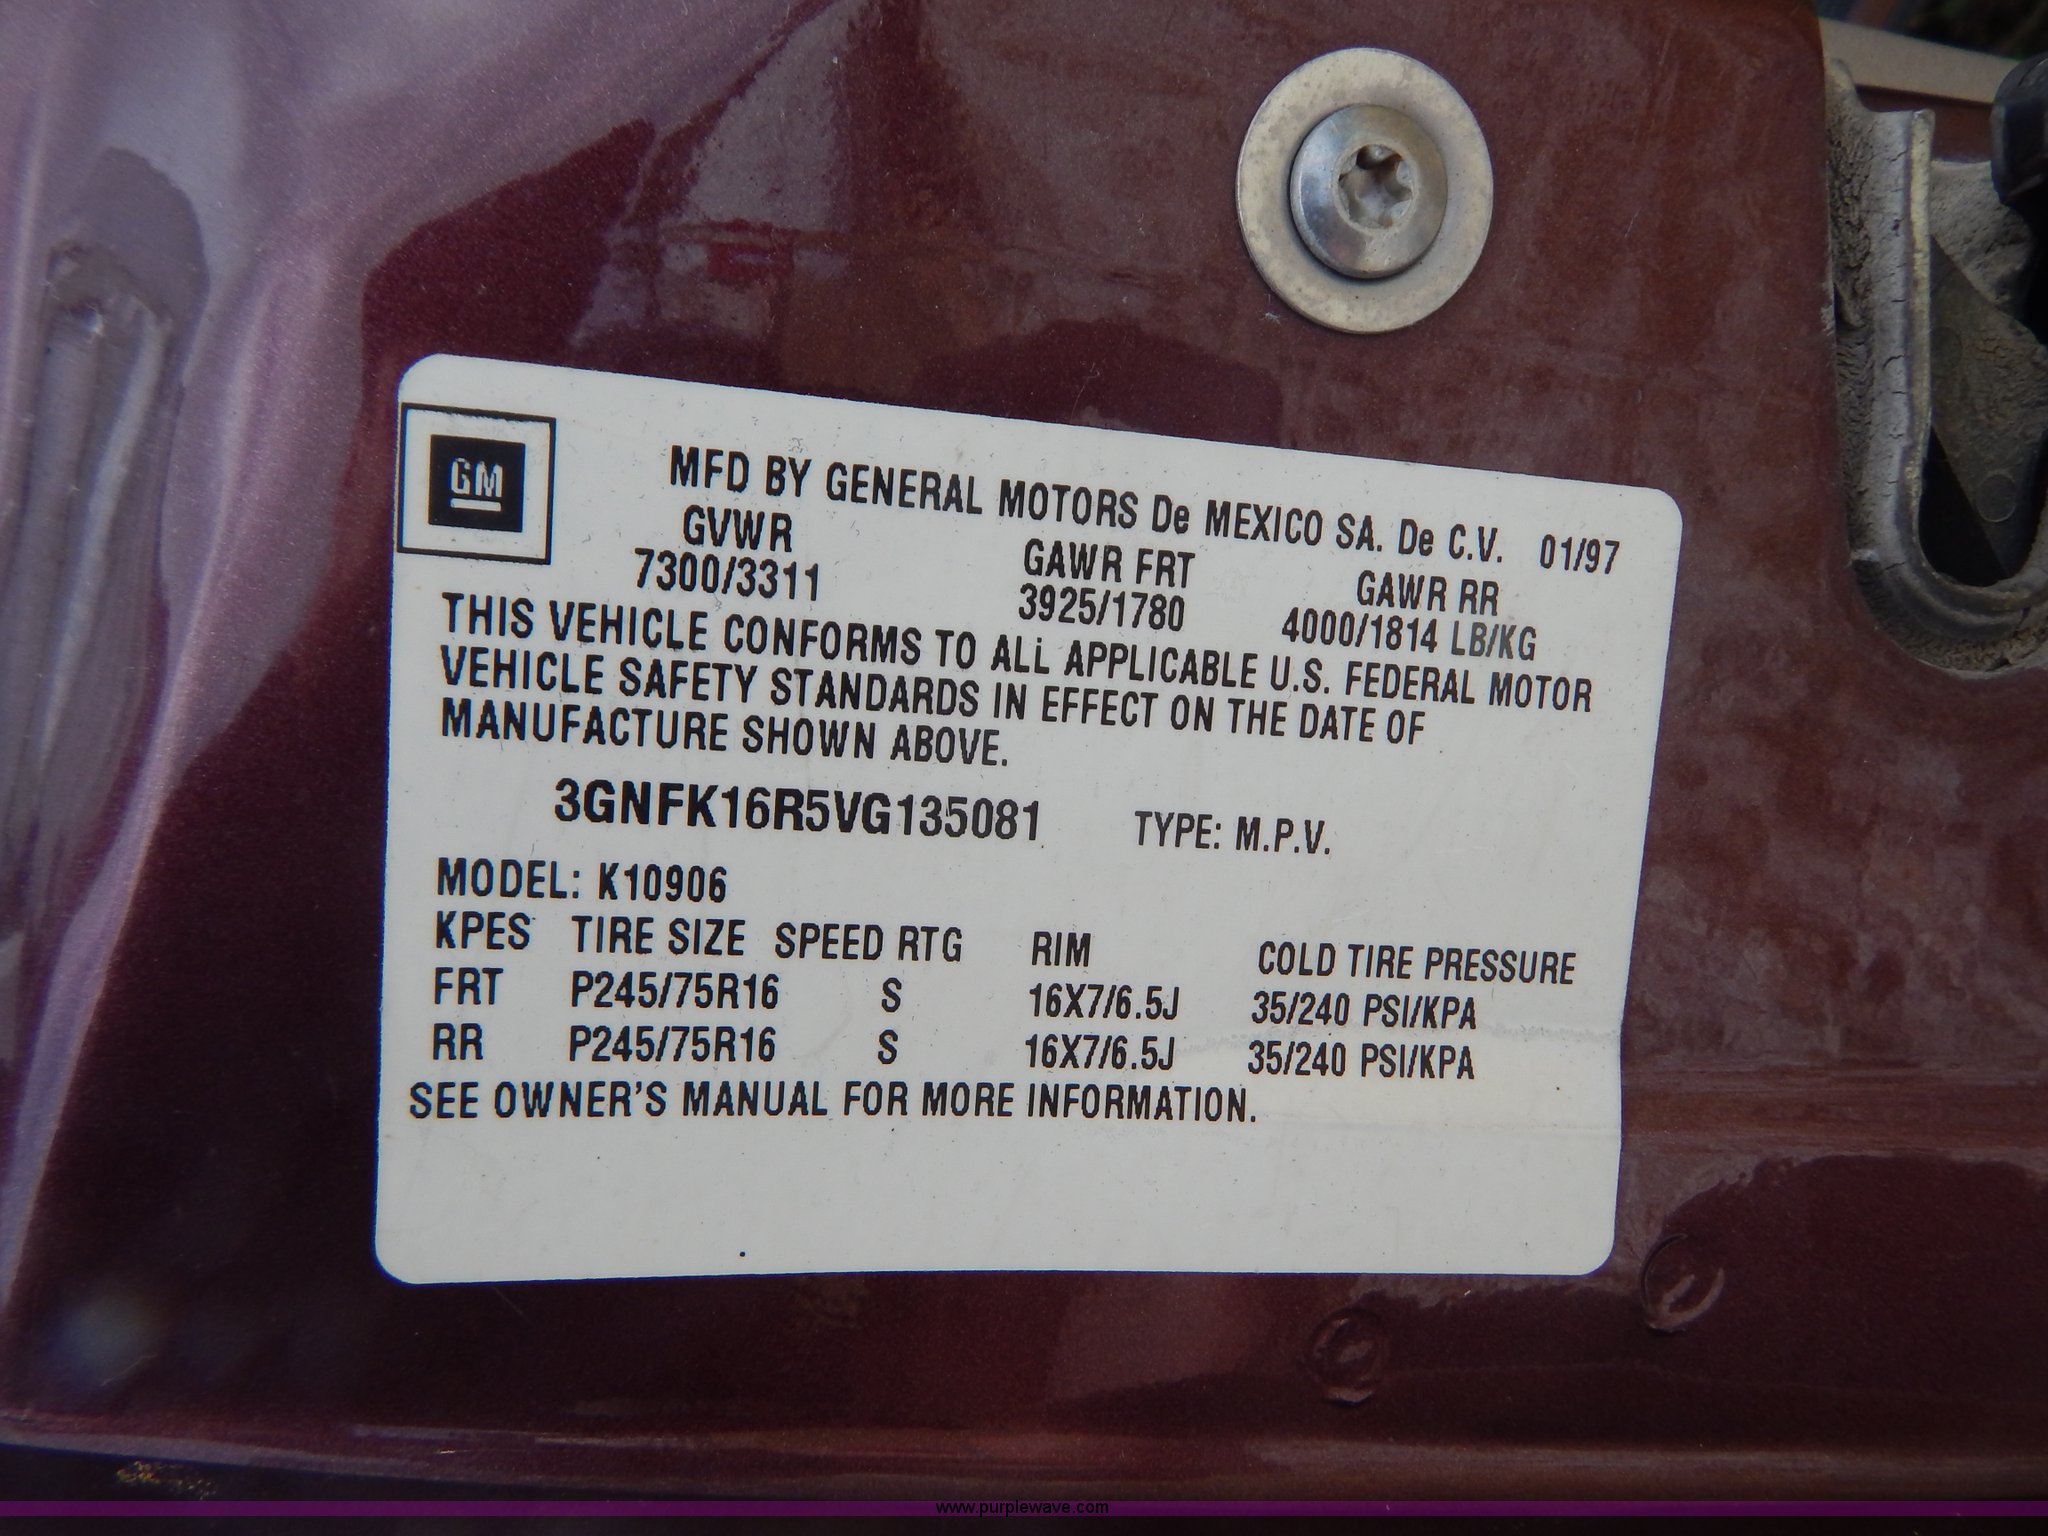 GM
MFD BY GENERAL MOTORS De MEXICO SA. De C.V. 01/97
GVWR GAWR FRT GAWR RR
7300/3311 3925/1780 4000/1814 LB/KG
THIS VEHICLE CONFORMS TO ALL APPLICABLE U.S. FEDERAL MOTOR
VEHICLE SAFETY STANDARDS IN EFFECT ON THE DATE OF
MANUFACTURE SHOWN ABOVE.
3GNFK16R5VG135081 TYPE: M.P.V.
MODEL: K10906
KPES TIRE SIZE SPEED RTG RIM COLD TIRE PRESSURE
FRT P245/75R16 S 16X7/6.5J 35/240 PSI/KPA
RR P245/75R16 S 16X7/6.5J 35/240 PSI/KPA
SEE OWNER'S MANUAL FOR MORE INFORMATION.
www.purplewave.com